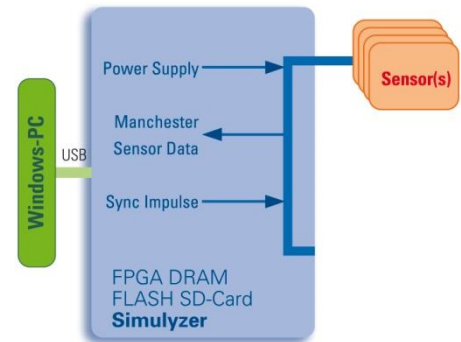 Windows-PC
USB
Power Supply
Manchester
Sensor Data
Sync Impulse
FPGA DRAM
FLASH SD-Card
Simulyzer
Sensor(s)